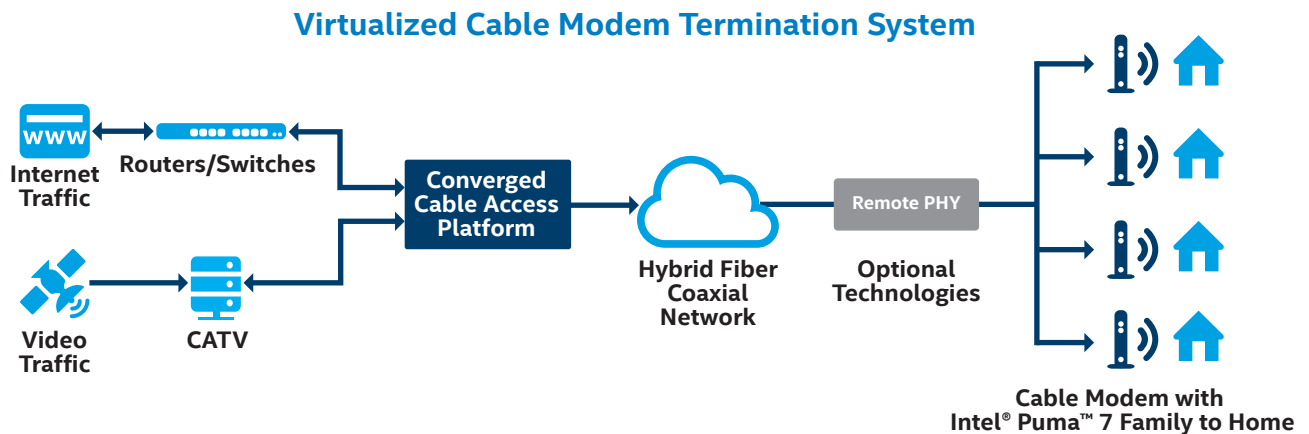 Virtualized Cable Modem Termination System
www
Internet
Traffic
Routers/Switches
Converged
Cable Access
Platform
Remote PHY
Hybrid Fiber
Coaxial
Network
Optional
Technologies
Video
Traffic
CATV
Cable Modem with
Intel® Puma™ 7 Family to Home